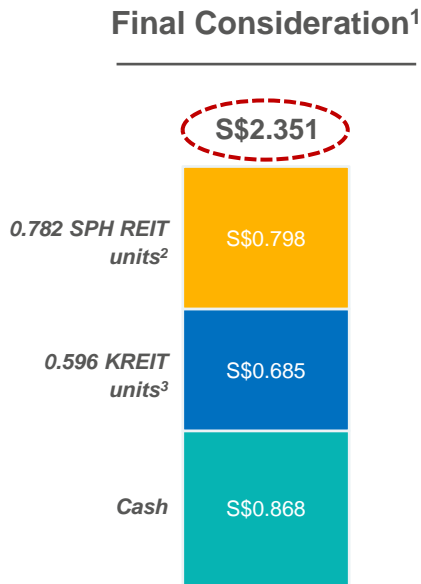 Final Consideration¹
S$2.351
0.782 SPH REIT
units²
S$0.798
0.596 KREIT
units³
S$0.685
Cash
S$0.868